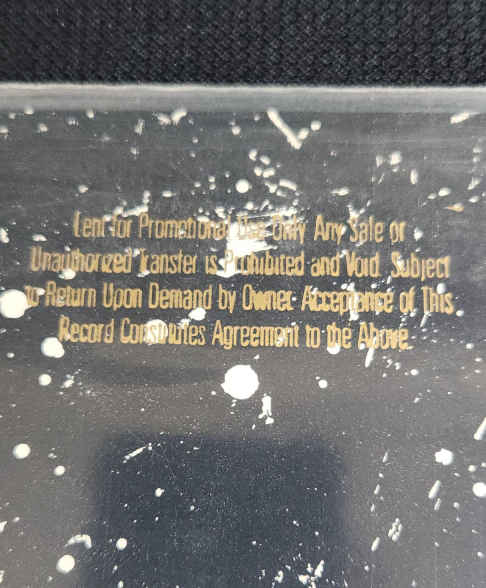 Lent for Promotional Use Only Any Sale or
Unauthorized Transfer is Prohibited and Void. Subject
to Return Upon Demand by Owner. Acceptance of This
Record Constitutes Agreement to the Above.